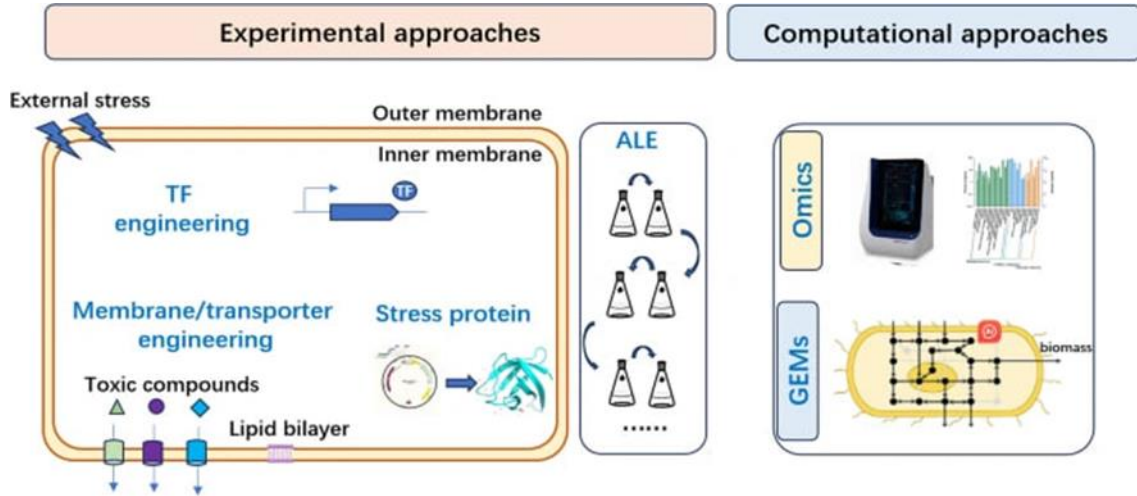 Experimental approaches
Computational approaches
External stress
Outer membrane
Inner membrane
TF
engineering
TF
Membrane/transporter
engineering
Stress protein
Toxic compounds
Lipid bilayer
ALE
......
Omics
GEMs
biomass